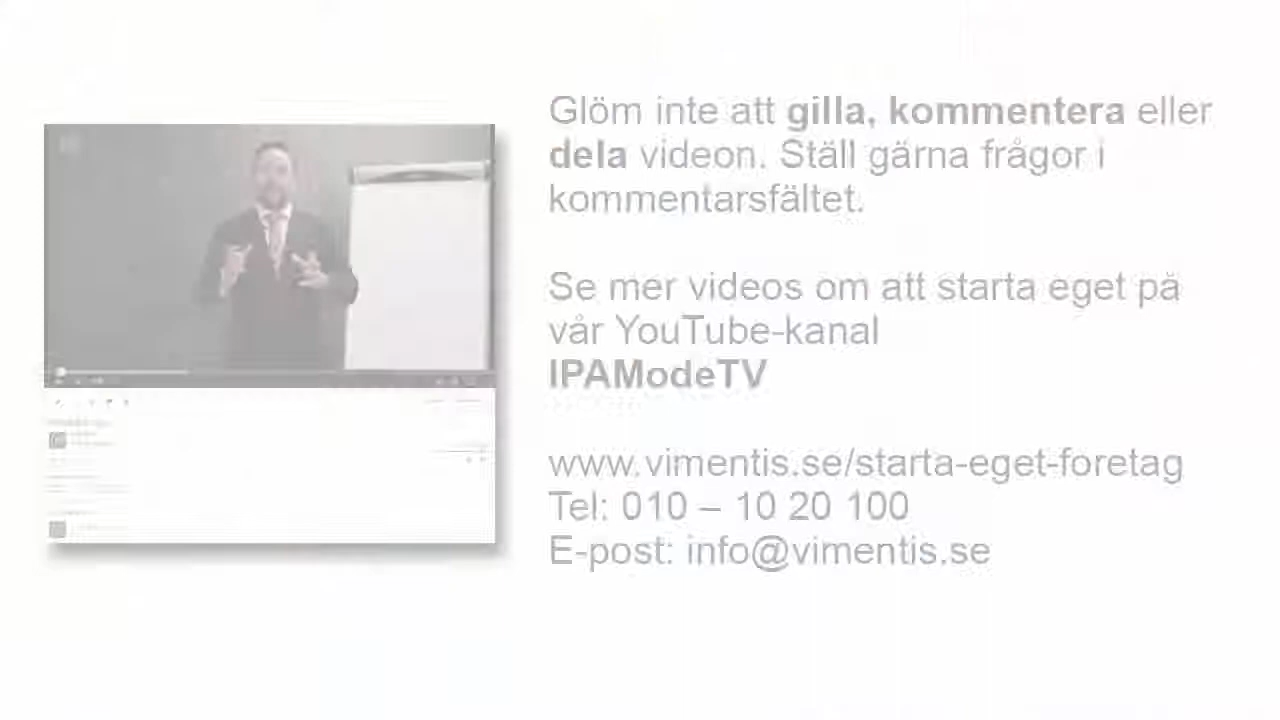 Glöm inte att gilla, kommentera eller
dela videon. Ställ gärna frågor i
kommentarsfältet.
Se mer videos om att starta eget på
vår YouTube-kanal
IPAModeTV
www.vimentis.se/starta-eget-foretag
Tel: 010 – 10 20 100
E-post: info@vimentis.se